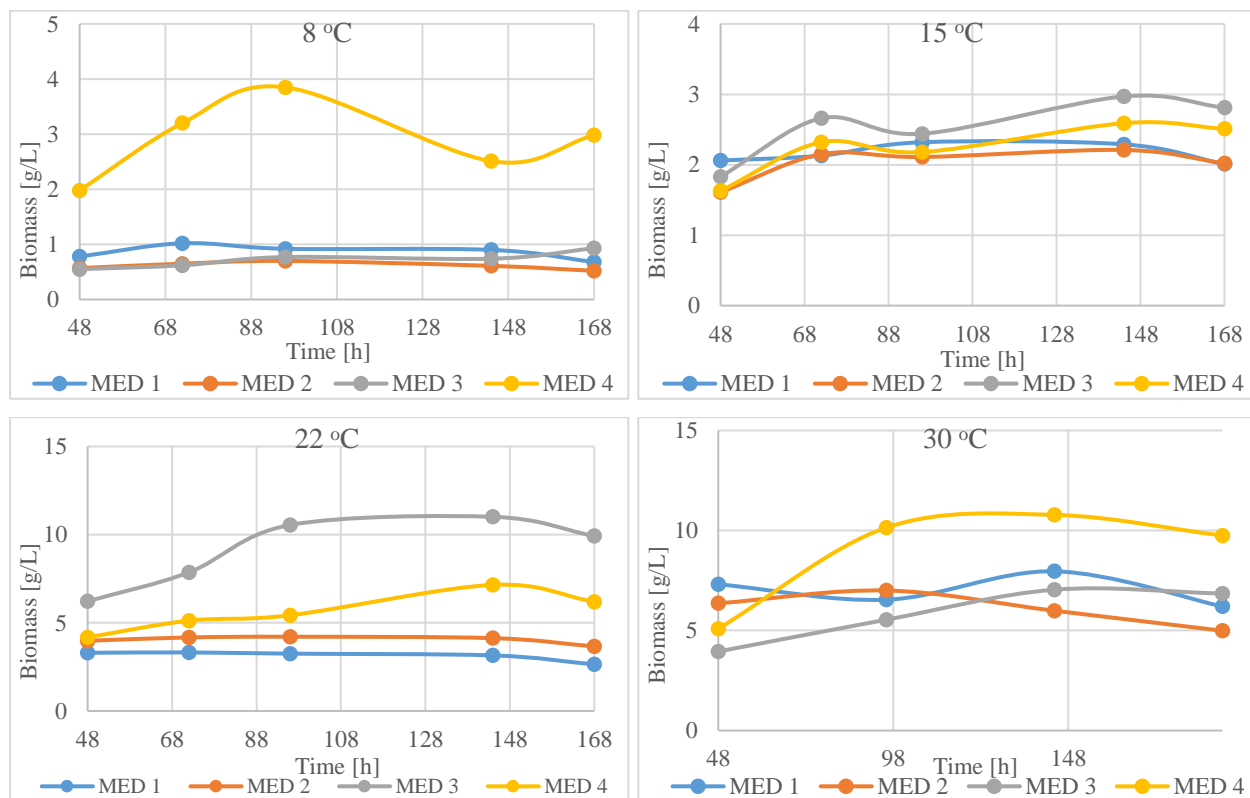 8 ºC
Biomass [g/L]
5
4
3
2
1
0
48 68 88 108 128 148 168
Time [h]
MED 1 MED 2 MED 3 MED 4
15 ºC
Biomass [g/L]
4
3
2
1
0
48 68 88 108 128 148 168
Time [h]
MED 1 MED 2 MED 3 MED 4
22 ºC
Biomass [g/L]
15
10
5
0
48 68 88 108 128 148 168
Time [h]
MED 1 MED 2 MED 3 MED 4
30 ºC
Biomass [g/L]
15
10
5
0
48 98 148
Time [h]
MED 1 MED 2 MED 3 MED 4